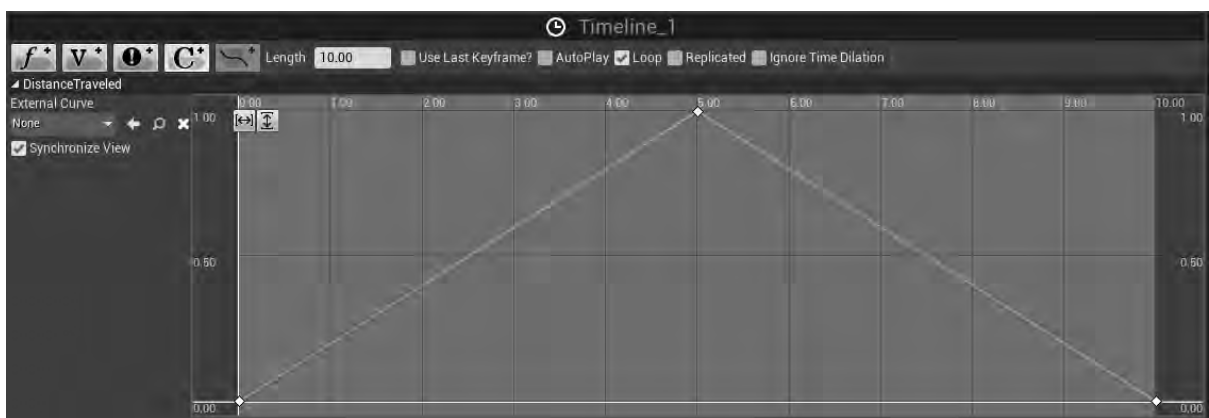 Timeline_1
f+ V+ !+ C+ Length 10.00 Use Last Keyframe? AutoPlay Loop Replicated Ignore Time Dilation
DistanceTraveled
External Curve
None
Synchronize View
0.00 1.00 2.00 3.00 4.00 5.00 6.00 7.00 8.00 9.00 10.00
1.00 1.00
0.50 0.50
0.00 0.00